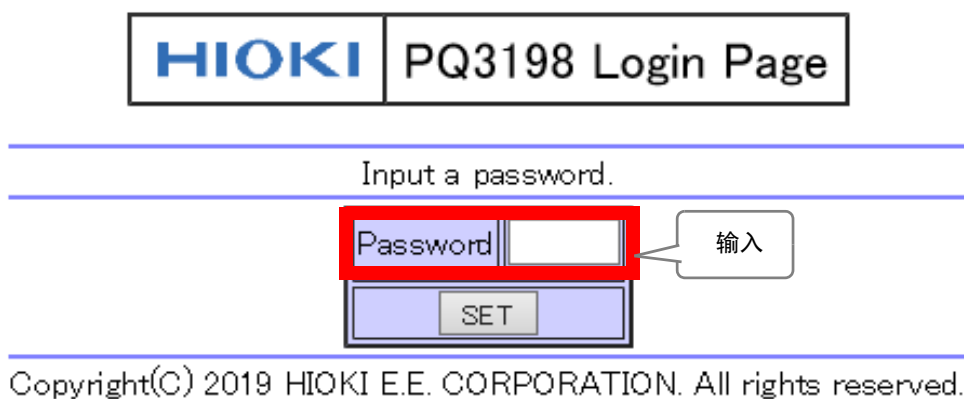 HIOKI PQ3198 Login Page
Input a password.
Password 输入
SET
Copyright(C) 2019 HIOKI E.E. CORPORATION. All rights reserved.